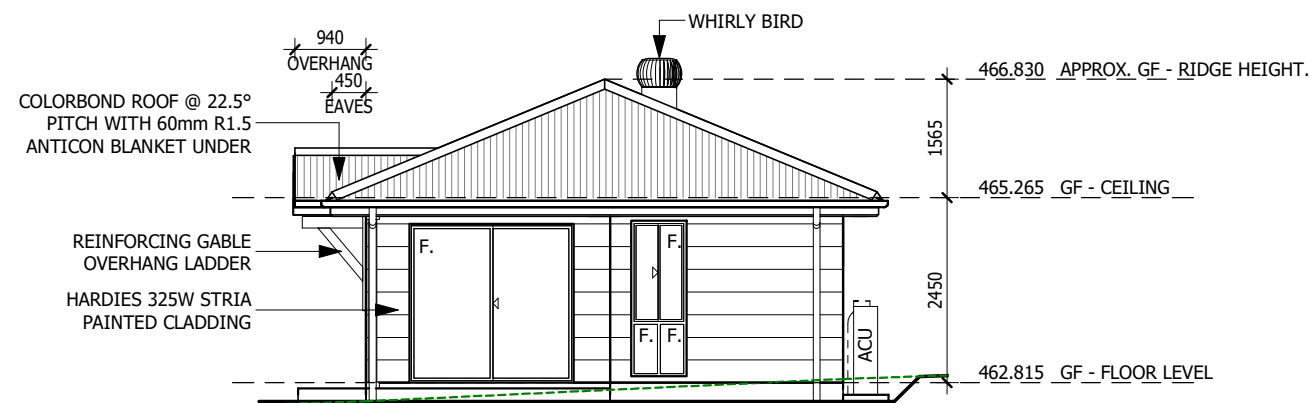 WHIRLY BIRD
940
OVERHANG
450
EAVES
466.830 APPROX. GF - RIDGE HEIGHT.
COLORBOND ROOF @ 22.5°
PITCH WITH 60mm R1.5
ANTICON BLANKET UNDER
1565
465.265 GF - CEILING
REINFORCING GABLE
OVERHANG LADDER
F.
F.
HARDIES 325W STRIA
PAINTED CLADDING
2450
F.
F.
ACU
462.815 GF - FLOOR LEVEL